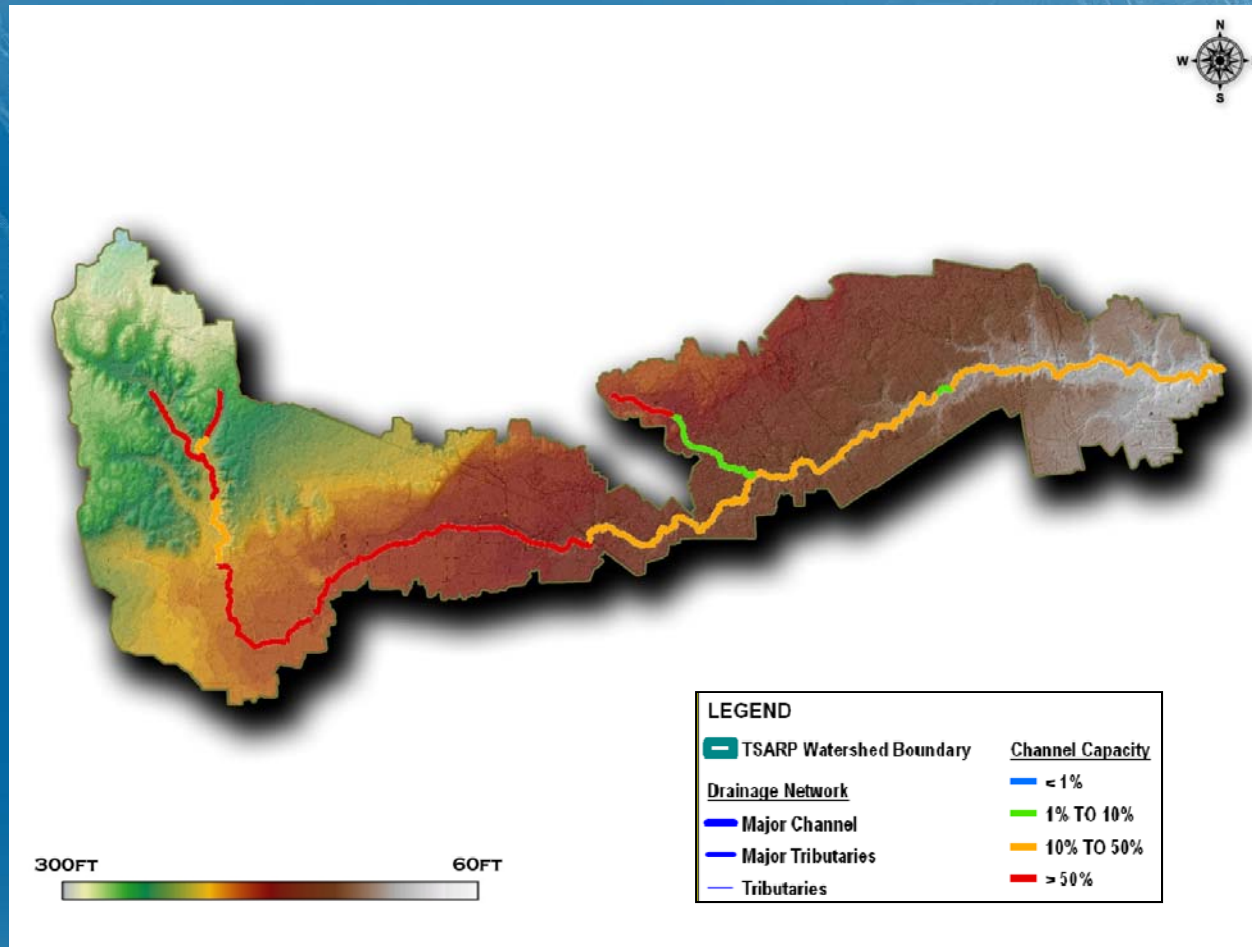 N
W
S
LEGEND
TSARP Watershed Boundary
Drainage Network
Major Channel
Major Tributaries
Tributaries
Channel Capacity
< 1%
1% TO 10%
10% TO 50%
> 50%
300FT 60FT